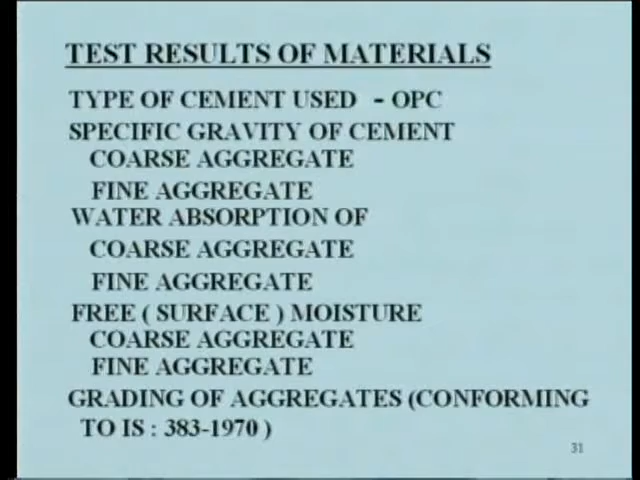 TEST RESULTS OF MATERIALS
TYPE OF CEMENT USED - OPC
SPECIFIC GRAVITY OF CEMENT
COARSE AGGREGATE
FINE AGGREGATE
WATER ABSORPTION OF
COARSE AGGREGATE
FINE AGGREGATE
FREE ( SURFACE ) MOISTURE
COARSE AGGREGATE
FINE AGGREGATE
GRADING OF AGGREGATES (CONFORMING
TO IS : 383-1970 )
31